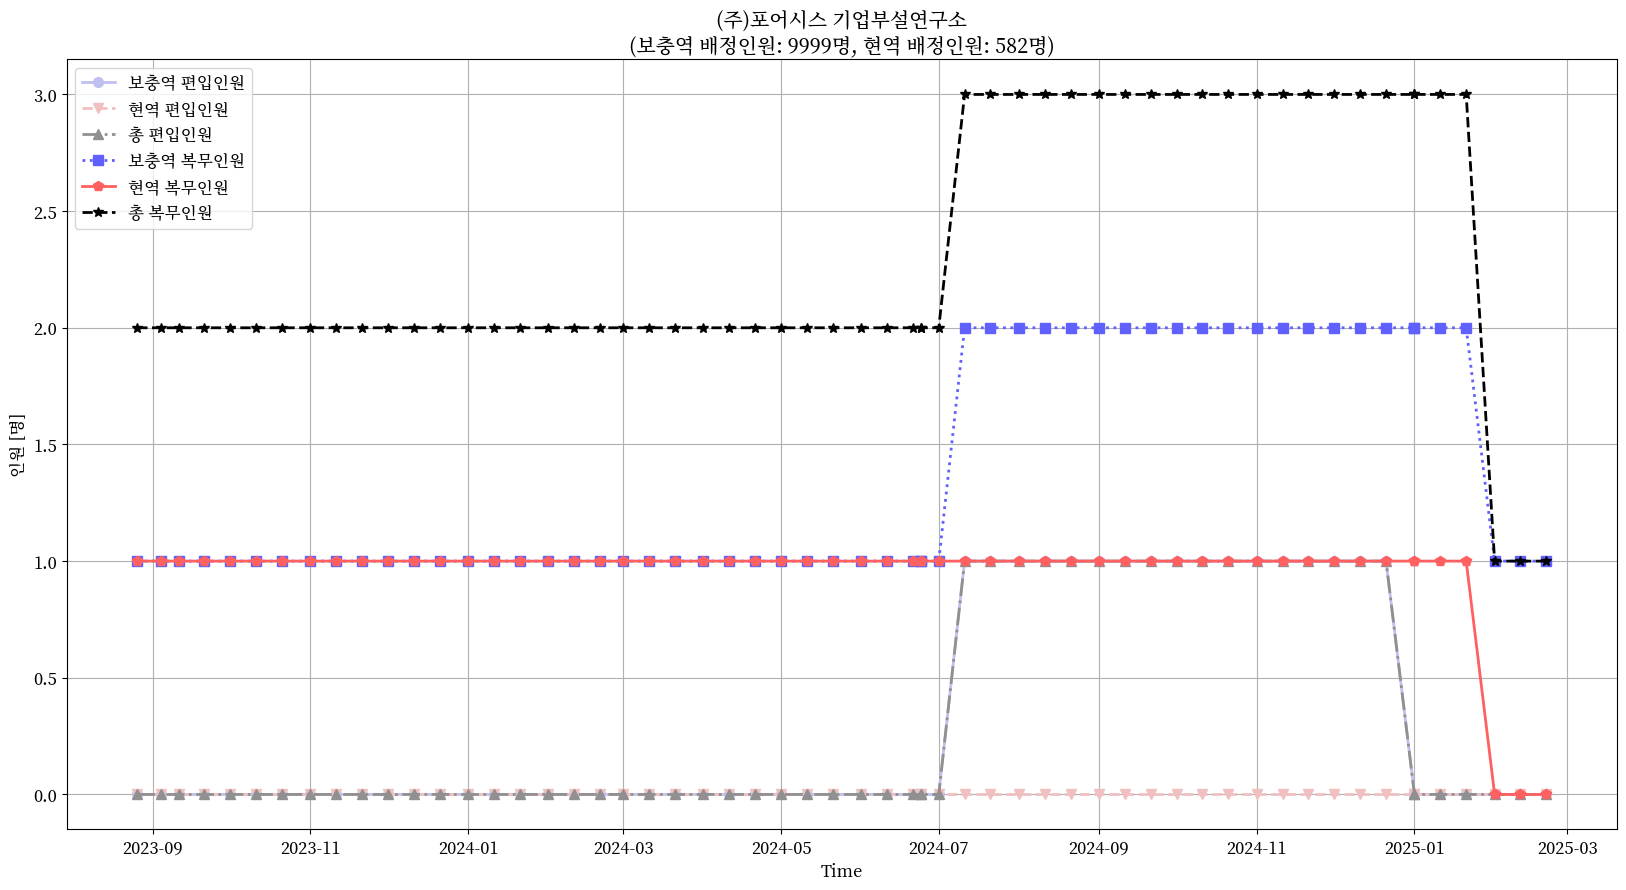 (주)포어시스 기업부설연구소
(보충역 배정인원: 9999명, 현역 배정인원: 582명)
보충역 편입인원
현역 편입인원
총 편입인원
보충역 복무인원
현역 복무인원
총 복무인원
인원 [명]
3.0
2.5
2.0
1.5
1.0
0.5
0.0
2023-09
2023-11
2024-01
2024-03
2024-05
2024-07
2024-09
2024-11
2025-01
2025-03
Time